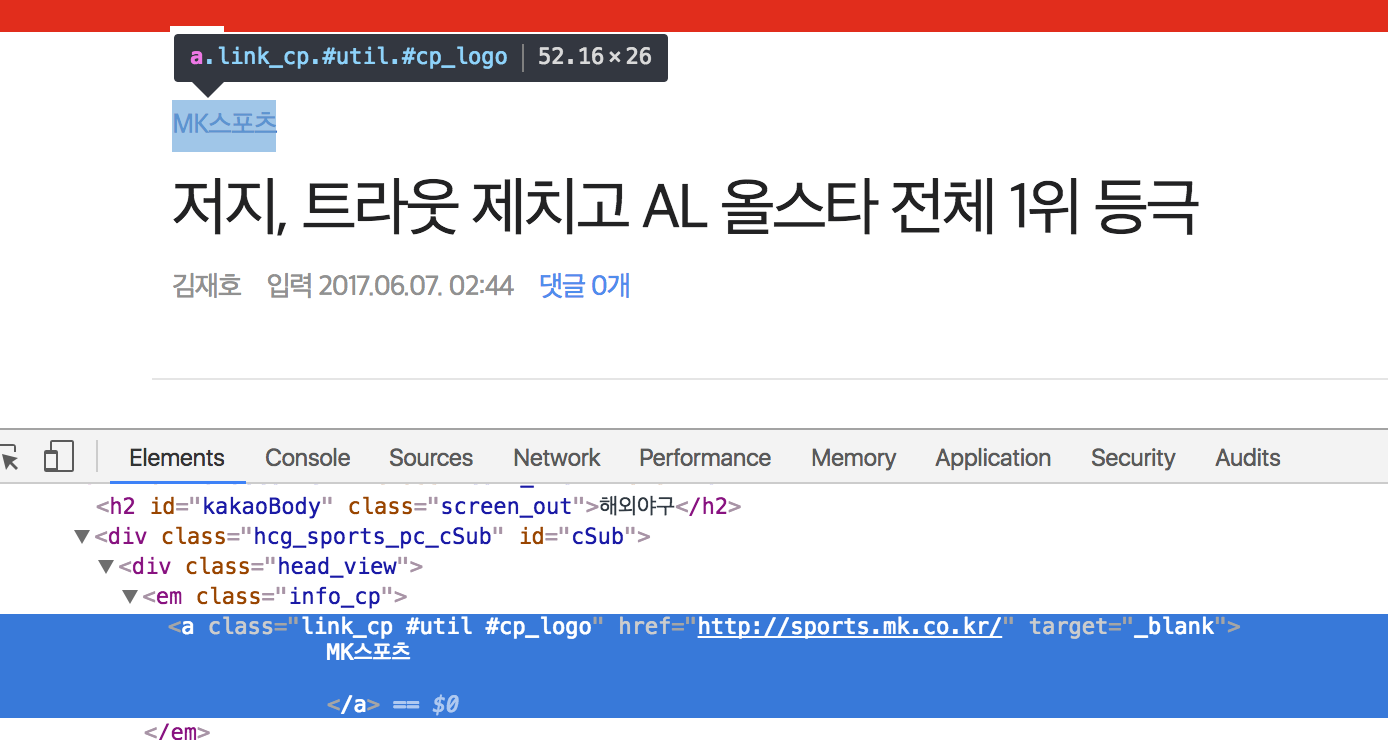 a.link_cp.#util.#cp_logo 52.16×26
MK스포츠
저지, 트라웃 제치고 AL 올스타 전체 1위 등극
김재호 입력 2017.06.07. 02:44 댓글 0개
Elements Console Sources Network Performance Memory Application Security Audits
<h2 id="kakaoBody" class="screen_out">해외야구</h2>
▼<div class="hcg_sports_pc_cSub" id="cSub">
▼<div class="head_view">
▼<em class="info_cp">
<a class="link_cp #util #cp_logo" href="http://sports.mk.co.kr/" target="_blank">
MK스포츠
</a> == $0
</em>